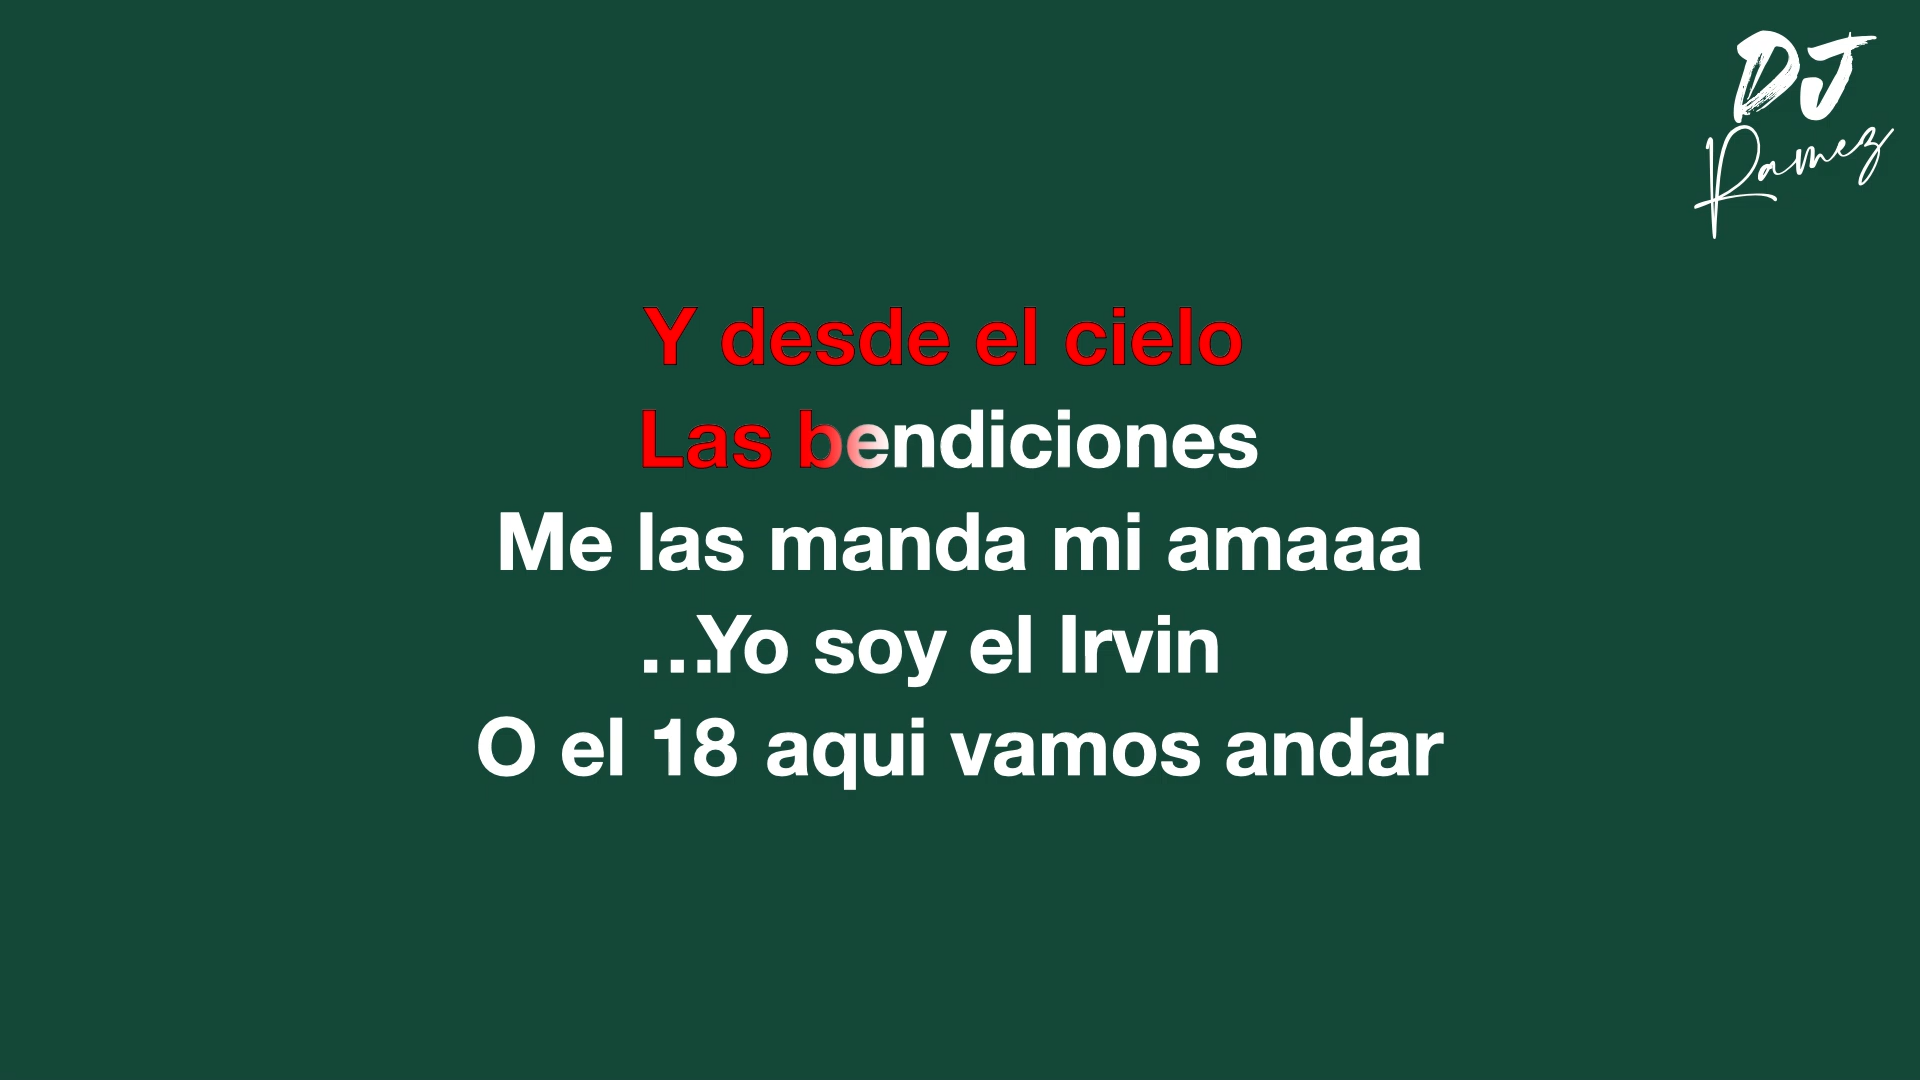 DJ
Ramez
Y desde el cielo
Las bendiciones
Me las manda mi amaaa
...Yo soy el Irvin
O el 18 aqui vamos andar